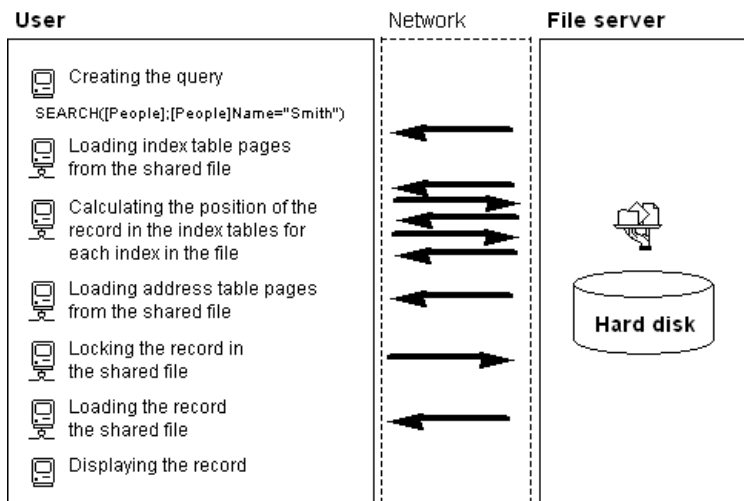 User
Network
File server
Creating the query
SEARCH([People];[People]Name="Smith")
Loading index table pages
from the shared file
Calculating the position of the
record in the index tables for
each index in the file
Loading address table pages
from the shared file
Locking the record in
the shared file
Loading the record
the shared file
Displaying the record
Hard disk